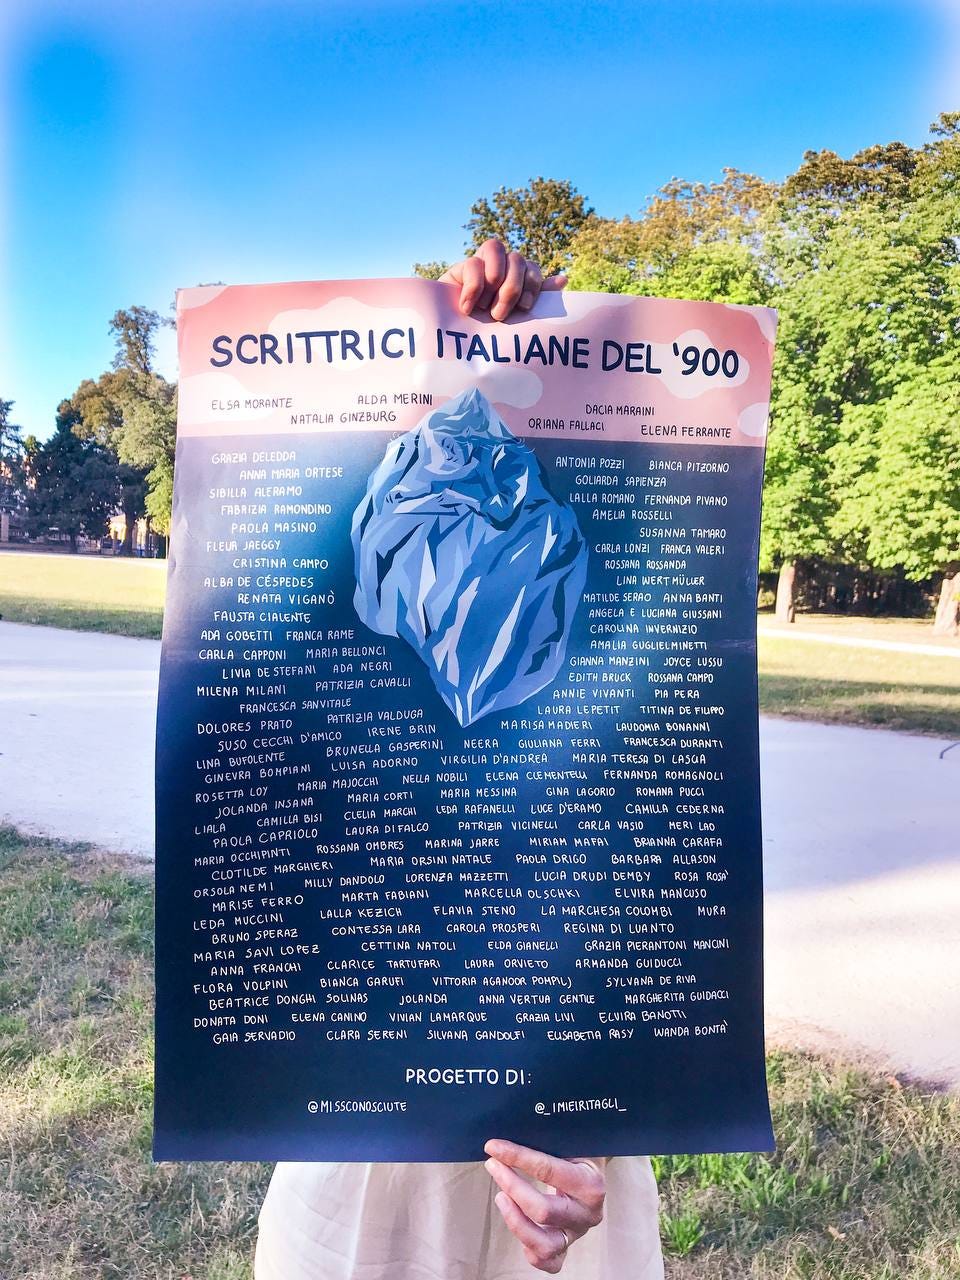 SCRITTRICI ITALIANE DEL '900
ELSA MORANTE ALDA MERINI DACIA MARAINI
NATALIA GINZBURG ORIANA FALLACI ELENA FERRANTE
GRAZIA DELEDDA ANTONIA POZZI BIANCA PITZORNO
ANNA MARIA ORTESE GOLIARDA SAPIENZA
SIBILLA ALERAMO LALLA ROMANO FERNANDA PIVANO
FABRIZIA RAMONDINO AMELIA ROSSELLI
PAOLA MASINO SUSANNA TAMARO
FLEUR JAEGGY CARLA LONZI FRANCA VALERI
CRISTINA CAMPO ROSSANA ROSSANDA
ALBA DE CÉSPEDES LINA WERTMÜLLER
RENATA VIGANÒ MATILDE SERAO ANNA BANTI
FAUSTA CIALENTE ANGELA E LUCIANA GIUSSANI
ADA GOBETTI FRANCA RAME CAROLINA INVERNIZIO
CARLA CAPPONI MARIA BELLONCI AMALIA GUGLIELMINETTI
LIVIA DE STEFANI ADA NEGRI GIANNA MANZINI JOYCE LUSSU
MILENA MILANI PATRIZIA CAVALLI EDITH BRUCK ROSSANA CAMPO
FRANCESCA SANVITALE ANNIE VIVANTI PIA PERA
DOLORES PRATO PATRIZIA VALDUGA LAURA LEPETIT TITINA DE FILIPPO
SUSO CECCHI D'AMICO IRENE BRIN MARISA MADIERI LAUDOMIA BONANNI
LINA BUFOLENTE BRUNELLA GASPERINI NEERA GIULIANA FERRI FRANCESCA DURANTI
GINEVRA BOMPIANI LUISA ADORNO VIRGILIA D'ANDREA MARIA TERESA DI LASCIA
ROSETTA LOY MARIA MAJOCCHI NELLA NOBILI ELENA CLEMENTELLI FERNANDA ROMAGNOLI
JOLANDA INSANA MARIA CORTI MARIA MESSINA GINA LAGORIO ROMANA PUCCI
LIALA CAMILLA BISI CLELIA MARCHI LEDA RAFANELLI LUCE D'ERAMO CAMILLA CEDERNA
PAOLA CAPRIOLO LAURA DI FALCO PATRIZIA VICINELLI CARLA VASIO MERI LAO
MARIA OCCHIPINTI ROSSANA OMBRES MARINA JARRE MIRIAM MAFAI BRIANNA CARAFA
CLOTILDE MARGHIERI MARIA ORSINI NATALE PAOLA DRIGO BARBARA ALLASON
ORSOLA NEMI MILLY DANDOLO LORENZA MAZZETTI LUCIA DRUDI DEMBY ROSA ROSA'
MARISE FERRO MARTA FABIANI MARCELLA OLSCHKI ELVIRA MANCUSO
LEDA MUCCINI LALLA KEZICH FLAVIA STENO LA MARCHESA COLOMBI MURA
BRUNO SPERAZ CONTESSA LARA CAROLA PROSPERI REGINA DI LUANTO
MARIA SAVI LOPEZ CETTINA NATOLI ELDA GIANELLI GRAZIA PIERANTONI MANCINI
ANNA FRANCHI CLARICE TARTUFARI LAURA ORVIETO ARMANDA GUIDUCCI
FLORA VOLPINI BIANCA GARUFI VITTORIA AGANOOR POMPILJ SYLVANA DE RIVA
BEATRICE DONGHI SOLINAS JOLANDA ANNA VERTUA GENTILE MARGHERITA GUIDACCI
DONATA DONI ELENA CANINO VIVIAN LAMARQUE GRAZIA LIVI ELVIRA BANOTTI
GAIA SERVADIO CLARA SERENI SILVANA GANDOLFI ELISABETTA RASY WANDA BONTA'
PROGETTO DI:
@MISSCONOSCIUTE @_IMIEIRITAGLI_